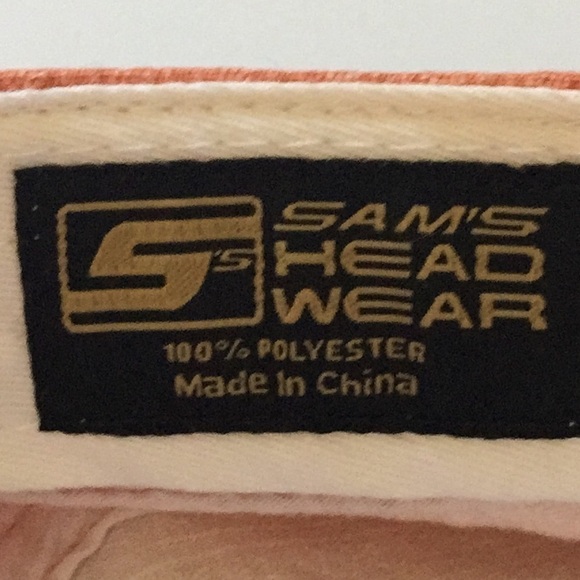 S'S
SAM'S
HEAD
WEAR
100% POLYESTER
Made In China